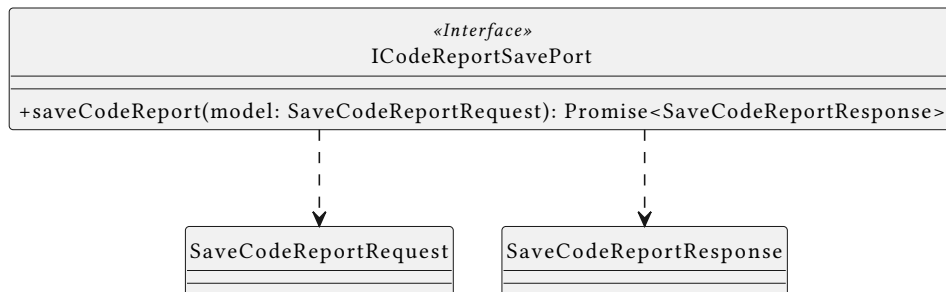 «Interface»
ICodeReportSavePort
+saveCodeReport(model: SaveCodeReportRequest): Promise<SaveCodeReportResponse>
SaveCodeReportRequest
SaveCodeReportResponse